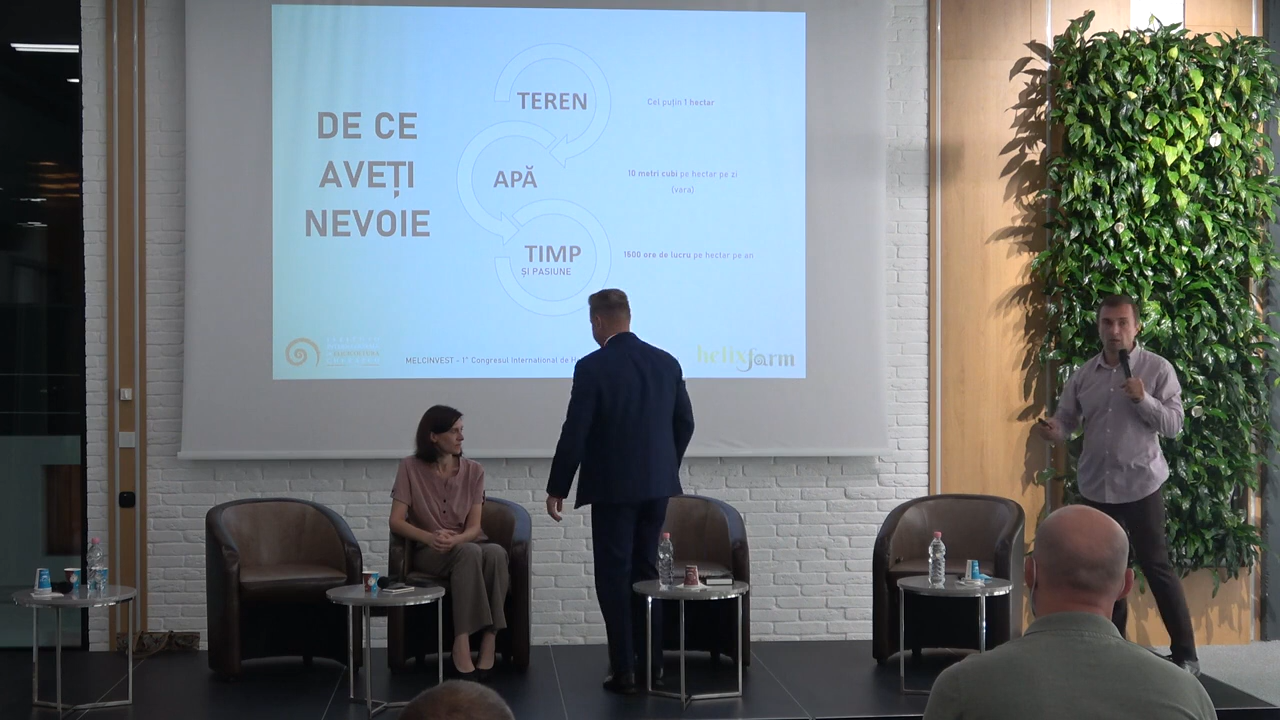 DE CE
AVEȚI
NEVOIE
TEREN
Cel puțin 1 hectar
APĂ
10 metri cubi pe hectar pe zi
(vara)
TIMP
ȘI PASIUNE
1600 ore de lucru pe hectar pe an
MELCINVEST – 1° Congresul International de
helixfarm